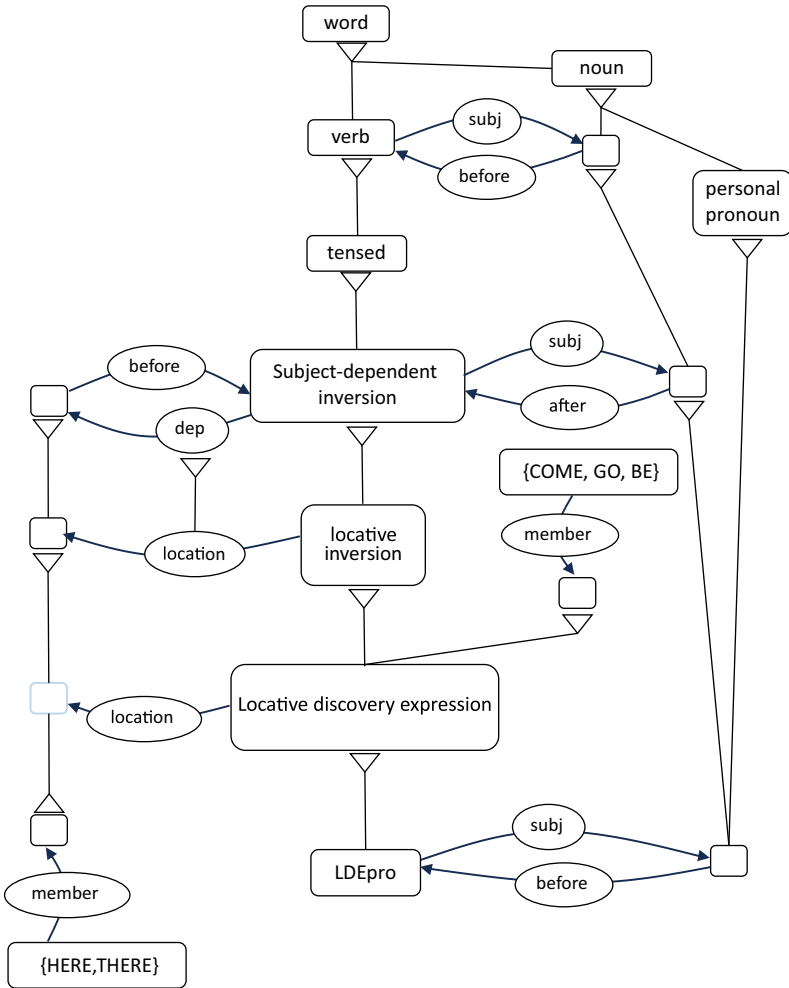 word
noun
verb
subj
before
personal
pronoun
tensed
before
Subject-dependent
inversion
subj
after
dep
{COME, GO, BE}
member
locative
inversion
location
Locative discovery expression
location
subj
LDEpro
before
member
{HERE,THERE}